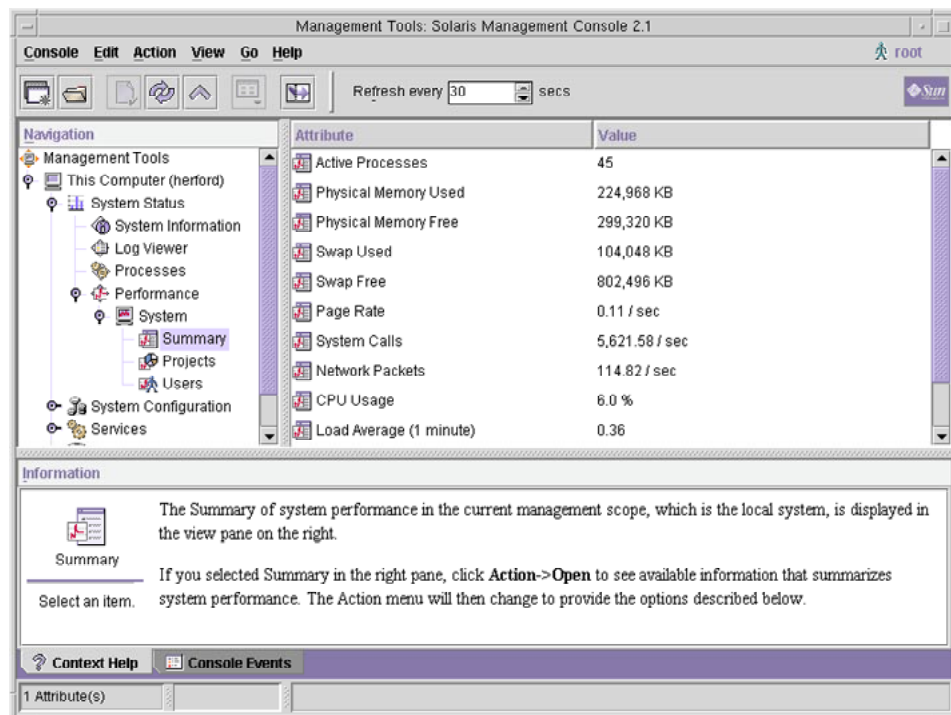 Management Tools: Solaris Management Console 2.1
Console Edit Action View Go Help
root
Refresh every 30 secs
Sun
Navigation
Management Tools
This Computer (herford)
System Status
System Information
Log Viewer
Processes
Performance
System
Summary
Projects
Users
System Configuration
Services
Attribute Value
Active Processes 45
Physical Memory Used 224,968 KB
Physical Memory Free 299,320 KB
Swap Used 104,048 KB
Swap Free 802,496 KB
Page Rate 0.11 / sec
System Calls 5,621.58 / sec
Network Packets 114.82 / sec
CPU Usage 6.0 %
Load Average (1 minute) 0.36
Information
Summary
Select an item.
The Summary of system performance in the current management scope, which is the local system, is displayed in
the view pane on the right.
If you selected Summary in the right pane, click Action->Open to see available information that summarizes
system performance. The Action menu will then change to provide the options described below.
Context Help
Console Events
1 Attribute(s)